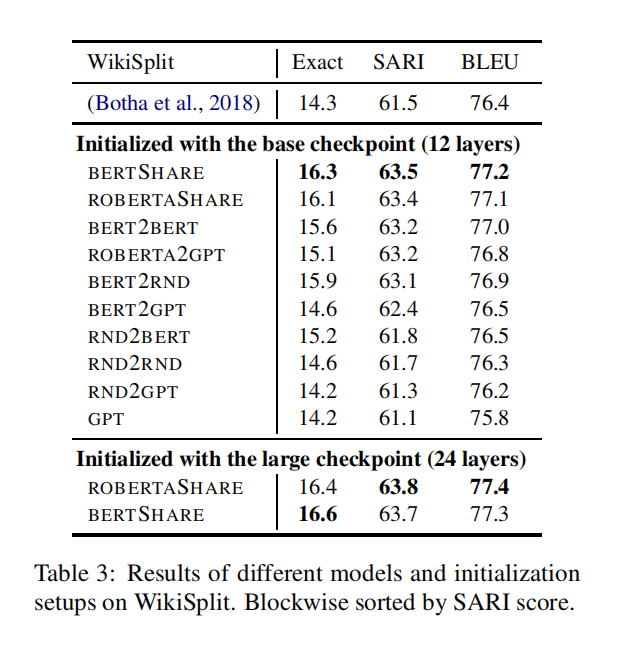 WikiSplit Exact SARI BLEU
(Botha et al., 2018) 14.3 61.5 76.4
Initialized with the base checkpoint (12 layers)
BERTSHARE 16.3 63.5 77.2
ROBERTASHARE 16.1 63.4 77.1
BERT2BERT 15.6 63.2 77.0
ROBERTA2GPT 15.1 63.2 76.8
BERT2RND 15.9 63.1 76.9
BERT2GPT 14.6 62.4 76.5
RND2BERT 15.2 61.8 76.5
RND2RND 14.6 61.7 76.3
RND2GPT 14.2 61.3 76.2
GPT 14.2 61.1 75.8
Initialized with the large checkpoint (24 layers)
ROBERTASHARE 16.4 63.8 77.4
BERTSHARE 16.6 63.7 77.3
Table 3: Results of different models and initialization
setups on WikiSplit. Blockwise sorted by SARI score.